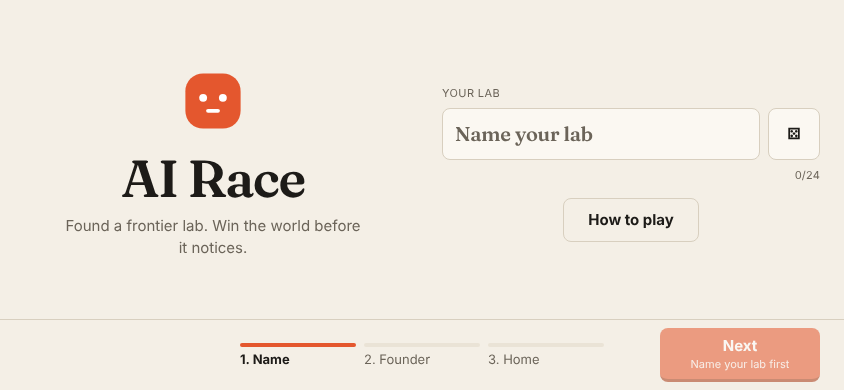 AI Race
Found a frontier lab. Win the world before
it notices.
YOUR LAB
Name your lab
0/24
How to play
1. Name
2. Founder
3. Home
Next
Name your lab first